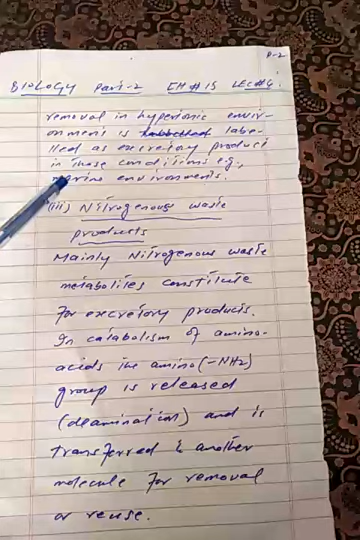 P-2
BIOLOGY Part-2 CH#15 LEC#6.
removal in hypertonic envir-
onment is labe-
lled as excretory product
in those conditions e.g.,
marine environments.
(iii) Nitrogenous waste
products
Mainly Nitrogenous waste
metabolites constitute
for excretory products.
In catabolism of amino-
acids the amino (-NH2)
group is released
(deamination) and is
transferred to another
molecule for removal
or reuse.